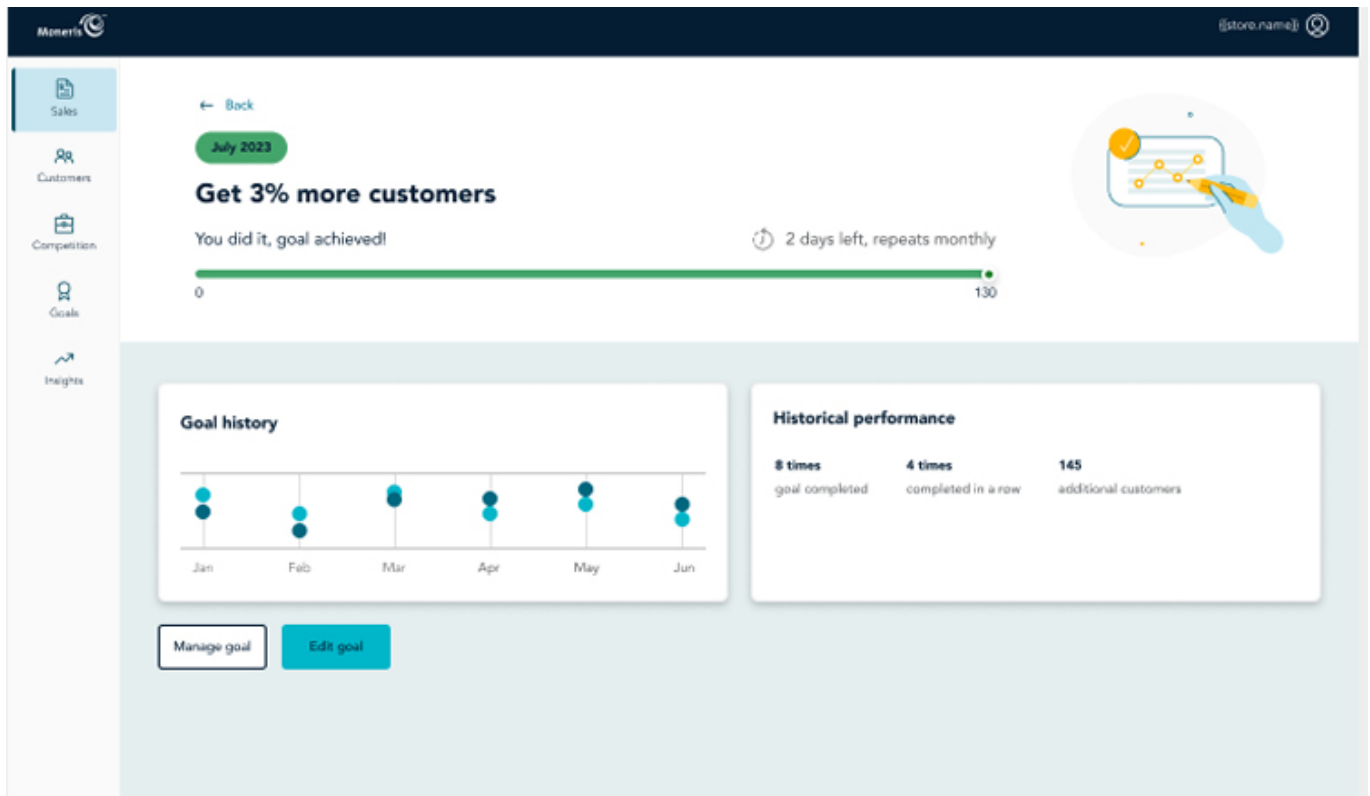 Moneris
{{store.name}}
Sales
Customers
Competition
Goals
Insights
← Back
July 2023
Get 3% more customers
You did it, goal achieved!
2 days left, repeats monthly
0 130
Goal history
Jan Feb Mar Apr May Jun
Historical performance
8 times 4 times 145
goal completed completed in a row additional customers
Manage goal Edit goal